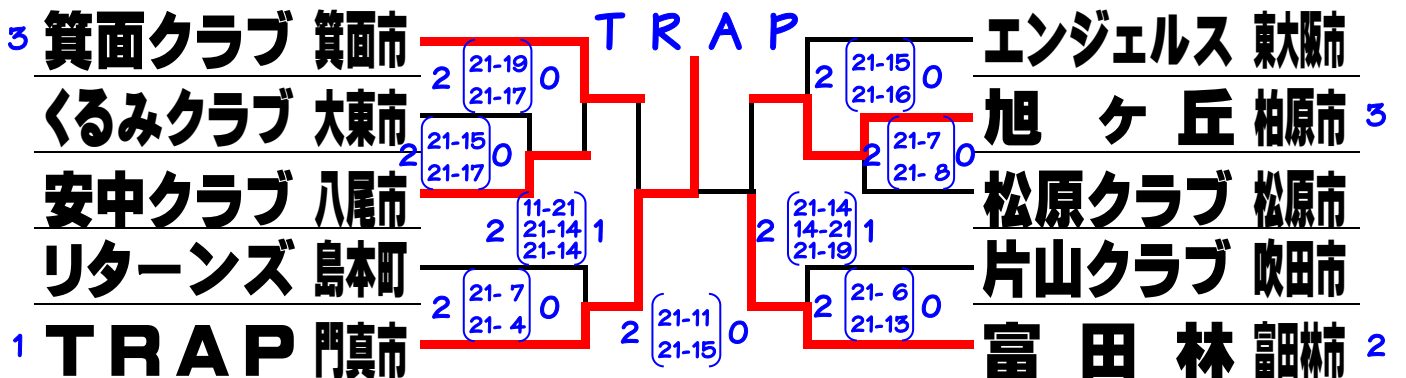 TRAP
3 箕面クラブ 箕面市
くるみクラブ 大東市
安中クラブ 八尾市
リターンズ 島本町
1 TRAP 門真市
2 21-19 0
21-17
2 21-15 0
21-17
2 11-21 1
21-14
21-14
2 21- 7 0
21- 4
2 21-11 0
21-15
2 21-15 0
21-16
2 21-7 0
21- 8
2 21-14 1
14-21
21-19
2 21- 6 0
21-13
エンジェルス 東大阪市
旭ヶ丘 柏原市 3
松原クラブ 松原市
片山クラブ 吹田市
富田林 富田林市 2